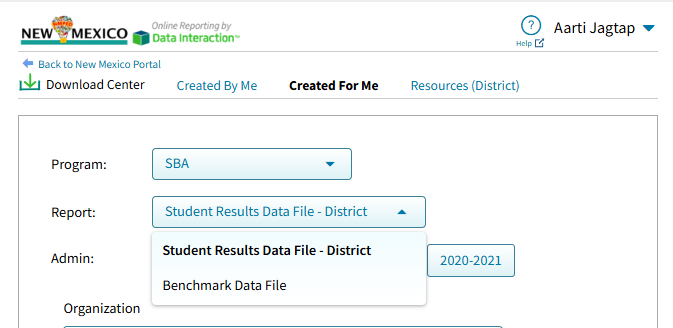 NEW MEXICO
Online Reporting by
Data Interaction™
Help
Aarti Jagtap
Back to New Mexico Portal
Download Center
Created By Me
Created For Me
Resources (District)
Program:
SBA
Report:
Student Results Data File - District
Student Results Data File - District
Benchmark Data File
Admin:
2020-2021
Organization